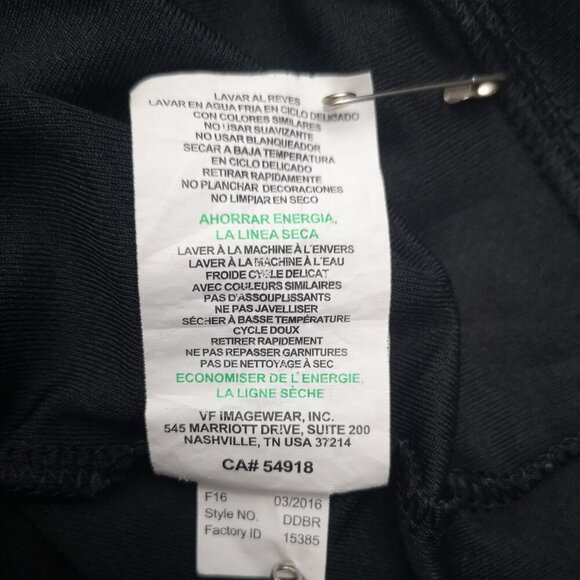 LAVAR AL REVES
LAVAR EN AGUA FRIA EN CICLO DELICADO
CON COLORES SIMILARES
NO USAR SUAVIZANTE
NO USAR BLANQUEADOR
SECAR A BAJA TEMPERATURA
EN CICLO DELICADO
RETIRAR RAPIDAMENTE
NO PLANCHAR DECORACIONES
NO LIMPIAR EN SECO
AHORRAR ENERGIA,
LA LINEA SECA
LAVER À LA MACHINE À L'ENVERS
LAVER À LA MACHINE À L'EAU
FROIDE CYCLE DELICAT
AVEC COULEURS SIMILAIRES
PAS D'ASSOUPLISSANTS
NE PAS JAVELLISER
SÉCHER À BASSE TEMPÉRATURE
CYCLE DOUX
RETIRER RAPIDEMENT
NE PAS REPASSER GARNITURES
PAS DE NETTOYAGE À SEC
ECONOMISER DE L'ENERGIE,
LA LIGNE SÈCHE
VF IMAGEWEAR, INC.
545 MARRIOTT DRIVE, SUITE 200
NASHVILLE, TN USA 37214
CA# 54918
F16 03/2016
Style NO. DDBR
Factory ID 15385